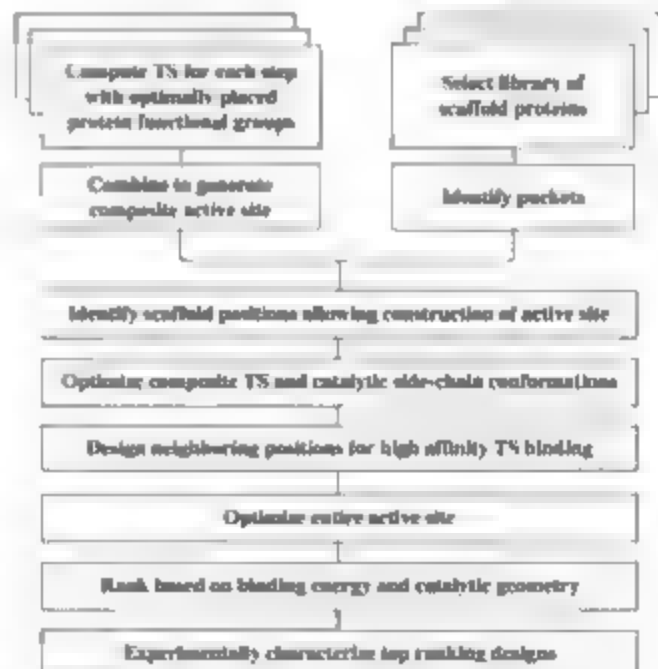 Compute TS for each step
with optimally placed
protein functional groups
Select library of
scaffold proteins
Combine to generate
composite active site
Identify pockets
Identify scaffold positions allowing construction of active site
Optimize composite TS and catalytic side-chain conformations
Design neighboring positions for high affinity TS binding
Optimize entire active site
Rank based on binding energy and catalytic geometry
Experimentally characterize top ranking designs